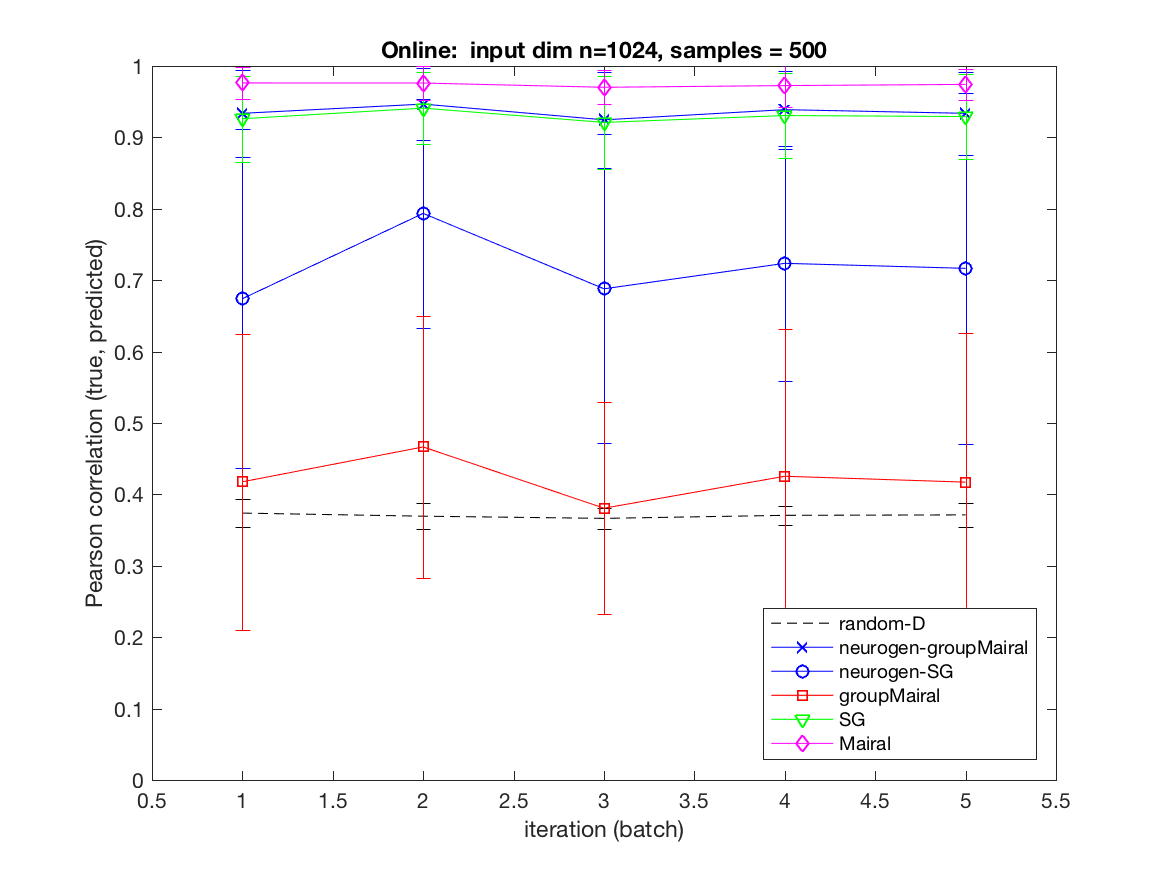 Online:  input dim n=1024, samples = 500
Pearson correlation (true, predicted)
1
0.9
0.8
0.7
0.6
0.5
0.4
0.3
0.2
0.1
0
random-D
neurogen-groupMairal
neurogen-SG
groupMairal
SG
Mairal
0.5 1 1.5 2 2.5 3 3.5 4 4.5 5 5.5
iteration (batch)